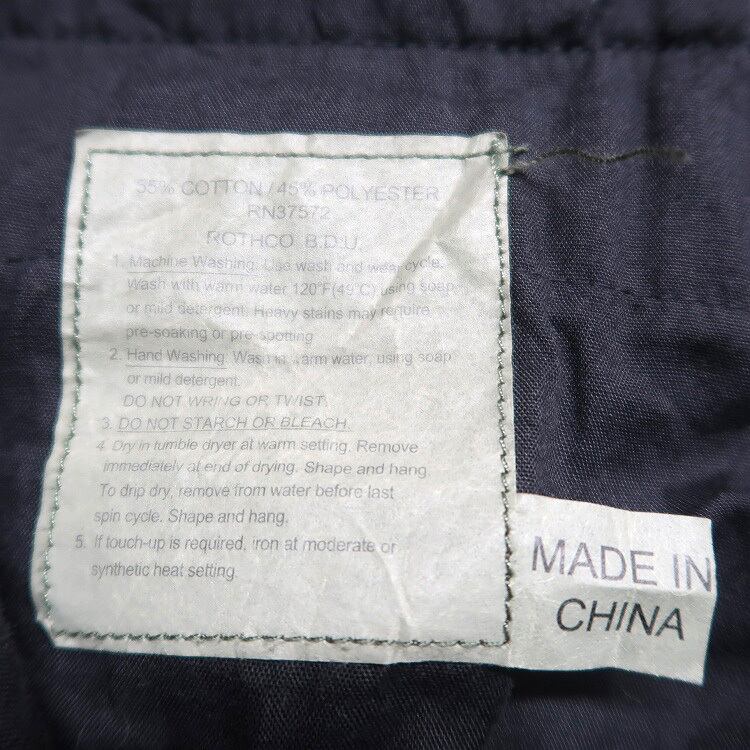 55% COTTON / 45% POLYESTER
RN37572
ROTHCO B.D.U.
1. Machine Washing. Use wash and wear cycle.
Wash with warm water 120°F(49°C) using soap
or mild detergent. Heavy stains may require
pre-soaking or pre-spotting
2. Hand Washing. Wash in warm water, using soap
or mild detergent.
DO NOT WRING OR TWIST.
3. DO NOT STARCH OR BLEACH.
4. Dry in tumble dryer at warm setting. Remove
immediately at end of drying. Shape and hang.
To drip dry, remove from water before last
spin cycle. Shape and hang.
5. If touch-up is required, iron at moderate or
synthetic heat setting.
MADE IN
CHINA